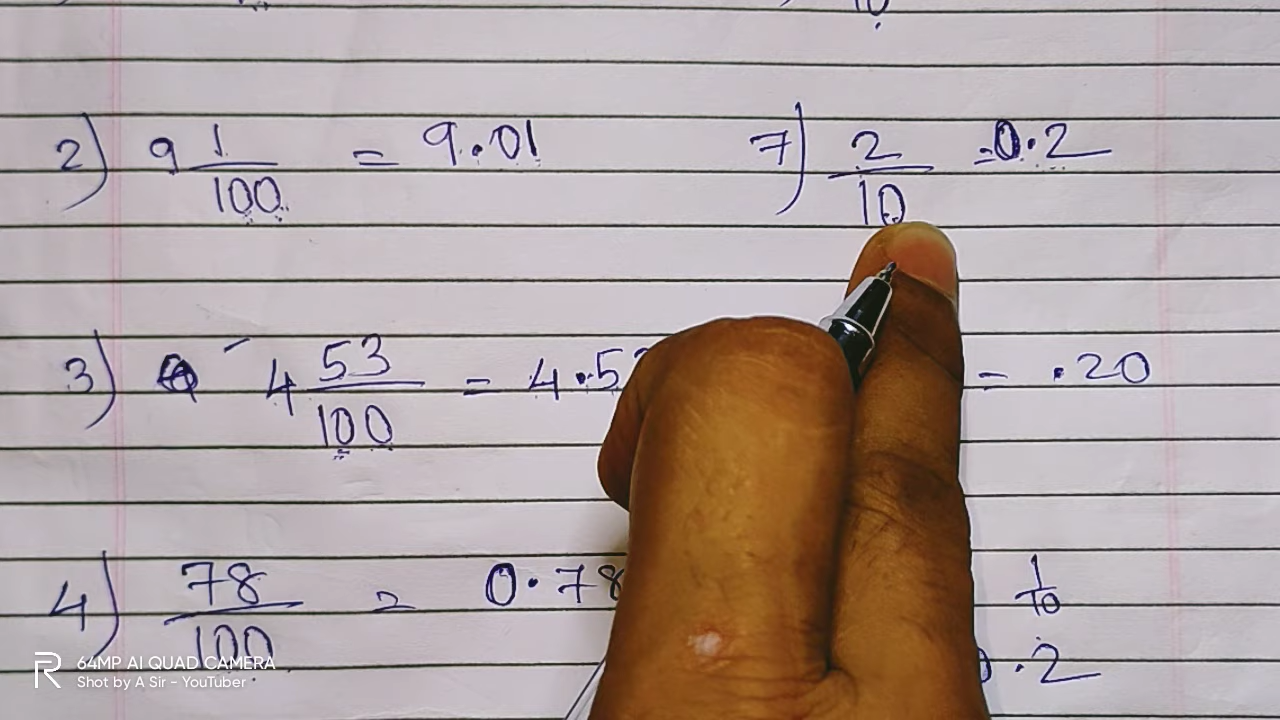 2) 9 1/100 = 9.01
7) 2/10 = 0.2
3) 4 53/100 = 4.5
= .20
4) 78/100 = 0.78
1/10
.2
64MP AI QUAD CAMERA
Shot by A Sir - YouTuber